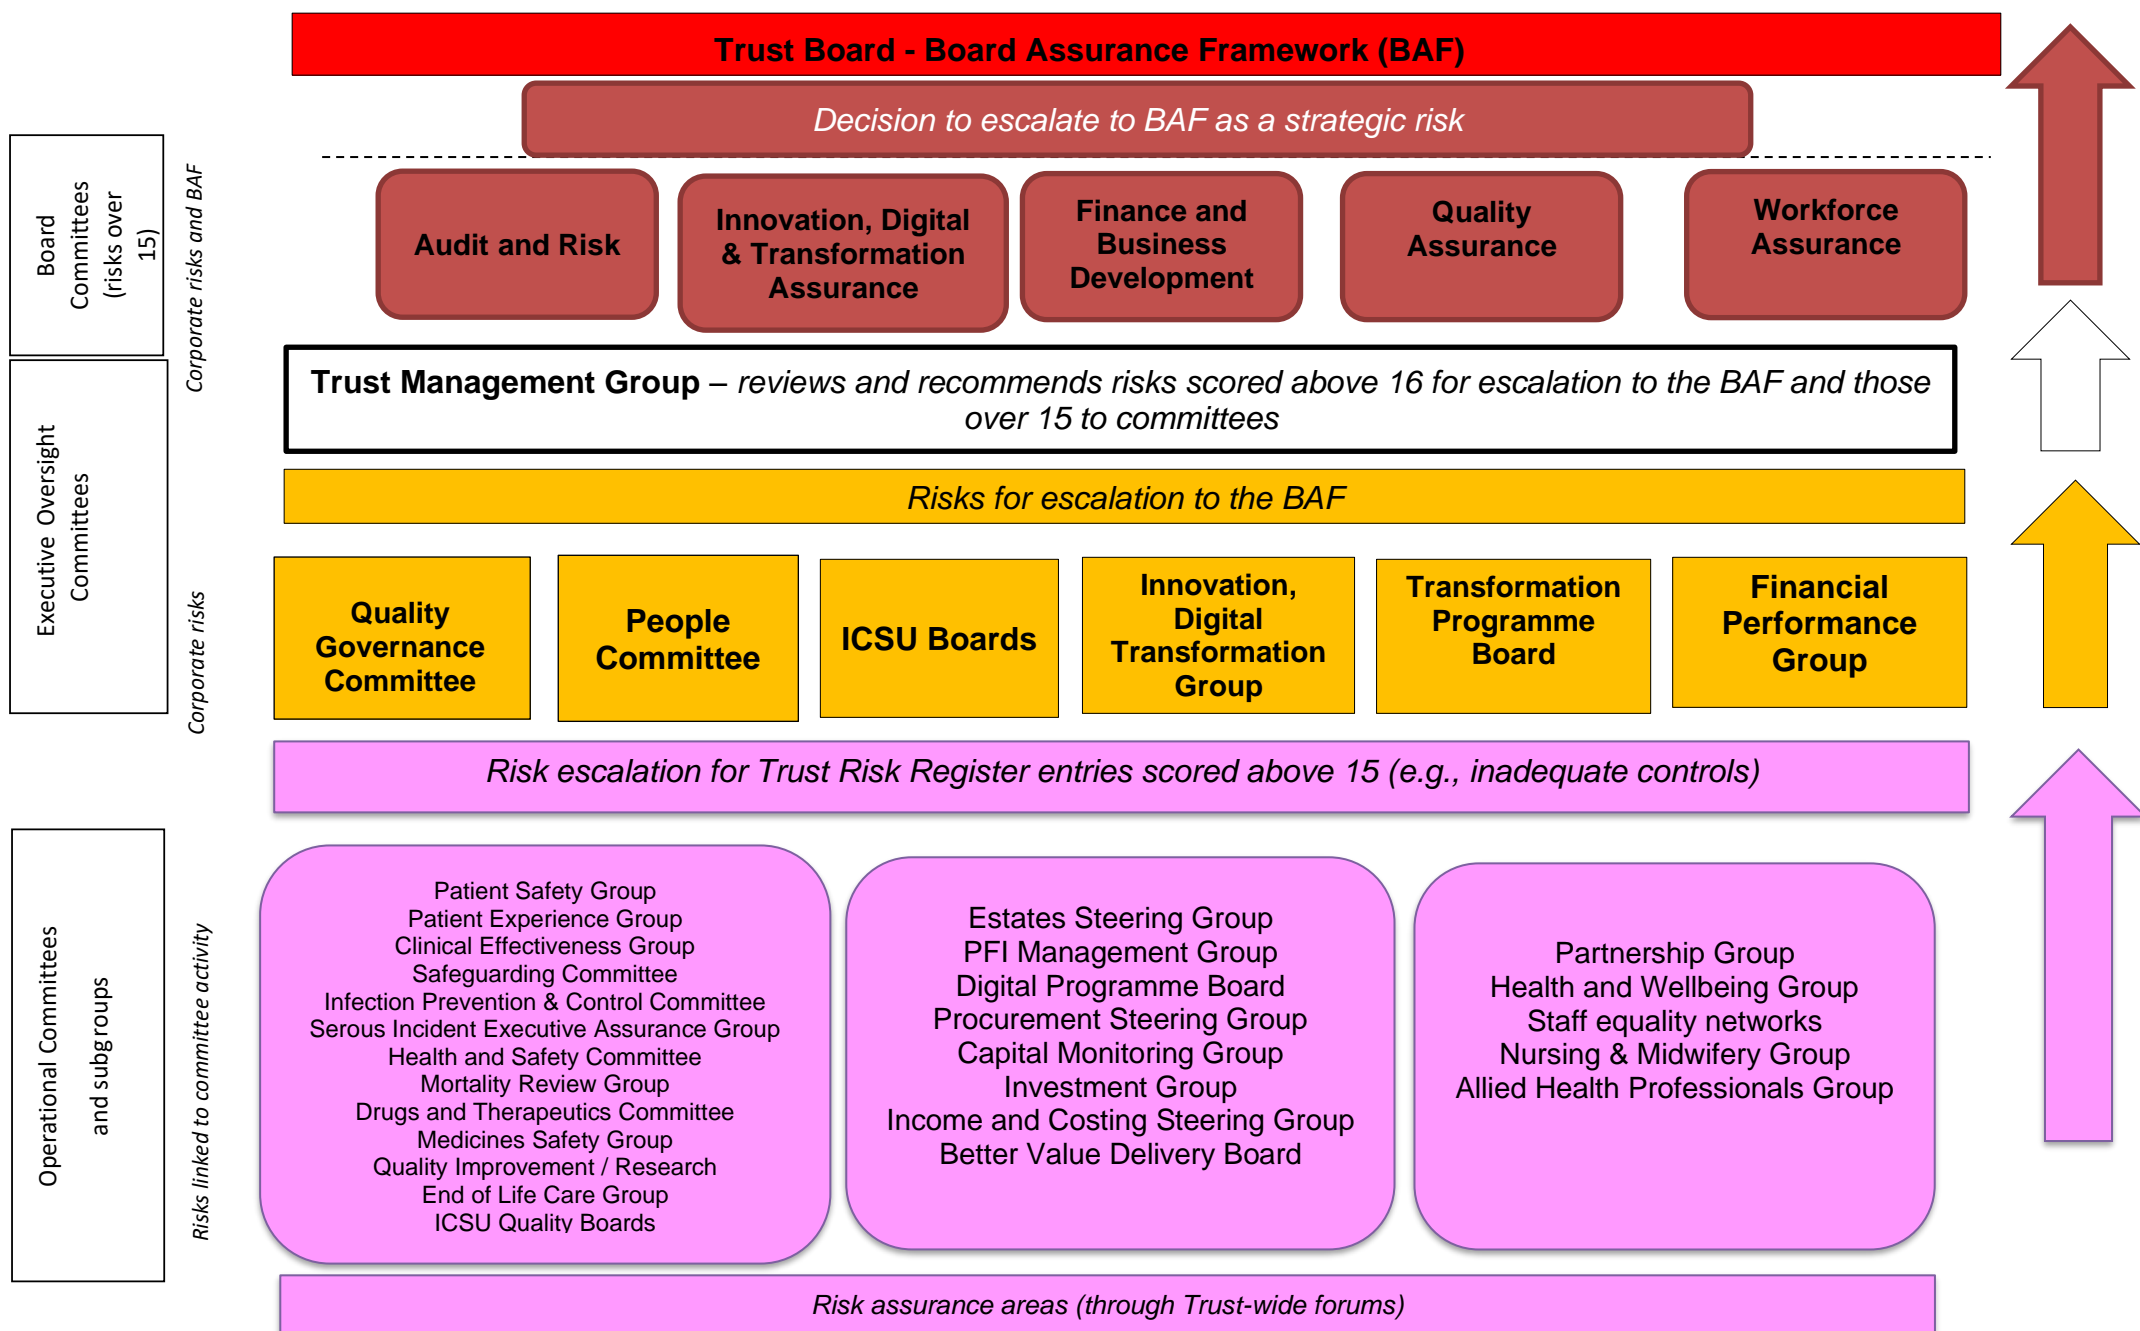 Trust Board - Board Assurance Framework (BAF)
Decision to escalate to BAF as a strategic risk
Board
Committees
(risks over
15)
Corporate risks and BAF
Audit and Risk
Innovation, Digital
& Transformation
Assurance
Finance and
Business
Development
Quality
Assurance
Workforce
Assurance
Executive Oversight
Committees
Corporate risks
Trust Management Group – reviews and recommends risks scored above 16 for escalation to the BAF and those
over 15 to committees
Risks for escalation to the BAF
Quality
Governance
Committee
People
Committee
ICSU Boards
Innovation,
Digital
Transformation
Group
Transformation
Programme
Board
Financial
Performance
Group
Risk escalation for Trust Risk Register entries scored above 15 (e.g., inadequate controls)
Operational Committees
and subgroups
Risks linked to committee activity
Patient Safety Group
Patient Experience Group
Clinical Effectiveness Group
Safeguarding Committee
Infection Prevention & Control Committee
Serous Incident Executive Assurance Group
Health and Safety Committee
Mortality Review Group
Drugs and Therapeutics Committee
Medicines Safety Group
Quality Improvement / Research
End of Life Care Group
ICSU Quality Boards
Estates Steering Group
PFI Management Group
Digital Programme Board
Procurement Steering Group
Capital Monitoring Group
Investment Group
Income and Costing Steering Group
Better Value Delivery Board
Partnership Group
Health and Wellbeing Group
Staff equality networks
Nursing & Midwifery Group
Allied Health Professionals Group
Risk assurance areas (through Trust-wide forums)